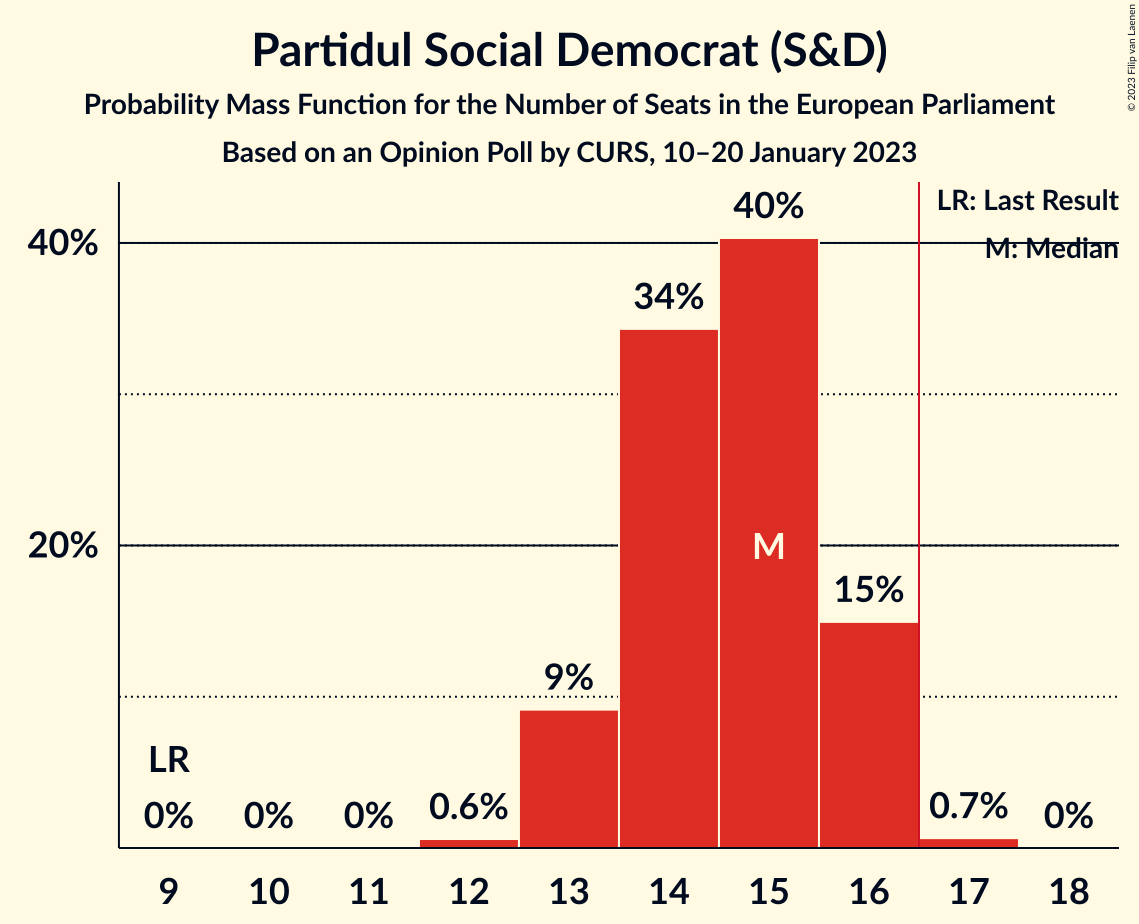 Partidul Social Democrat (S&D)
Probability Mass Function for the Number of Seats in the European Parliament
Based on an Opinion Poll by CURS, 10–20 January 2023
© 2023 Filip van Laenen
LR: Last Result
M: Median
40%
20%
LR
0%
0%
0%
0.6%
9%
34%
40%
M
15%
0.7%
0%
9 10 11 12 13 14 15 16 17 18